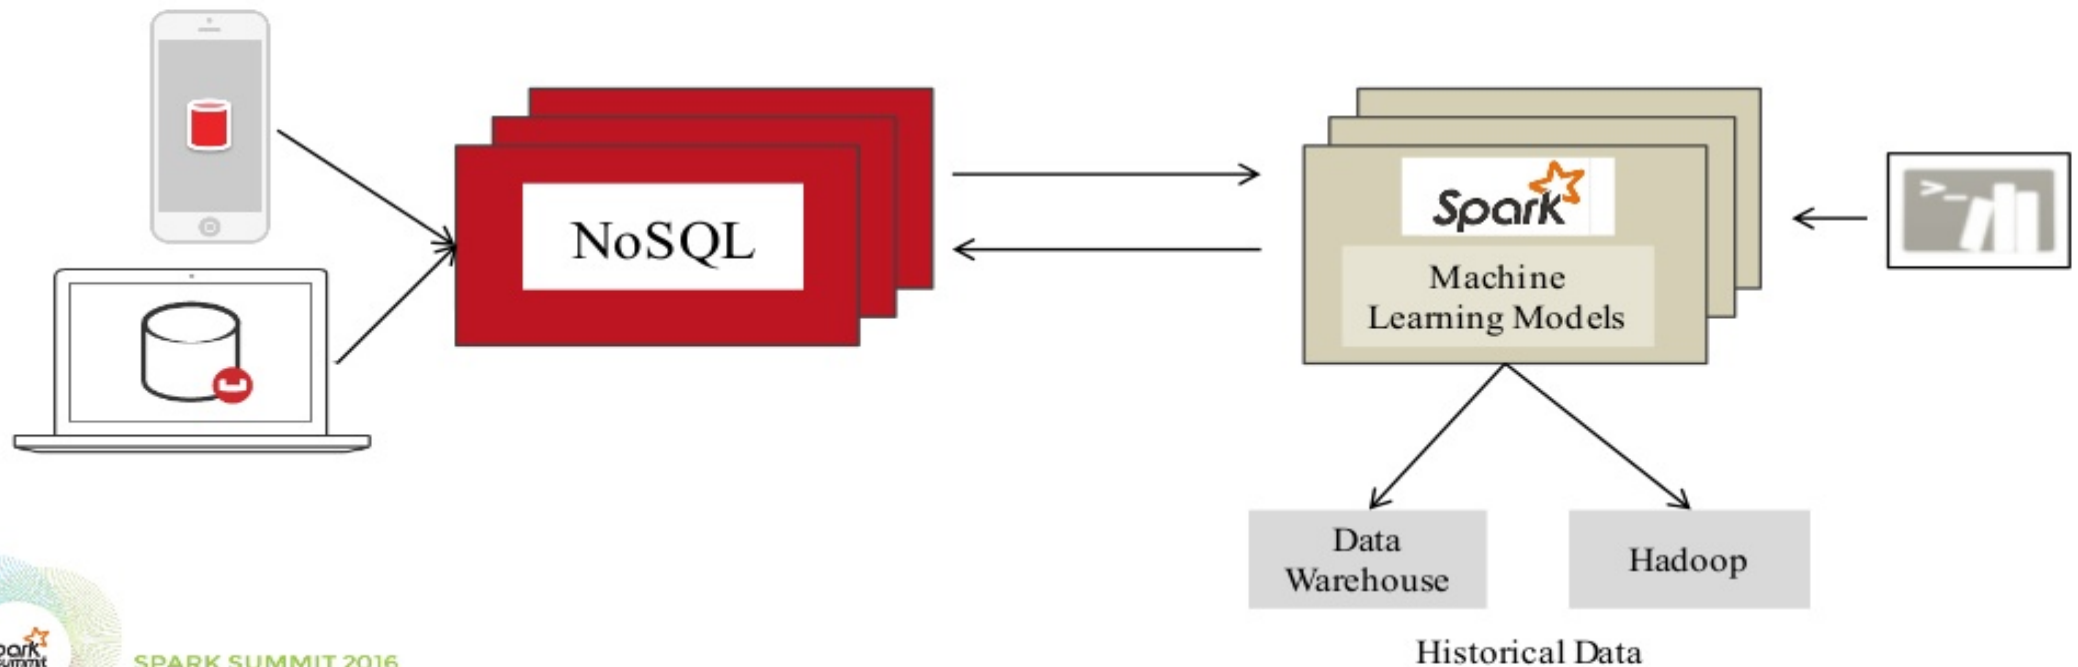 NoSQL
Spark
Machine
Learning Models
>_
Data
Warehouse
Hadoop
Historical Data
SPARK SUMMIT 2016